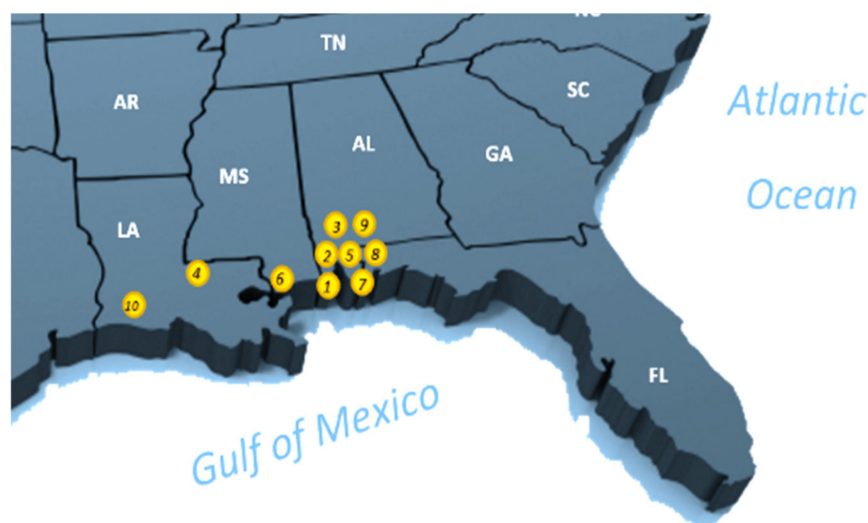 NC
TN
AR
SC
Atlantic
AL
GA
MS
Ocean
3 9
LA
2 5 8
4
6
1 7
10
FL
Gulf of Mexico